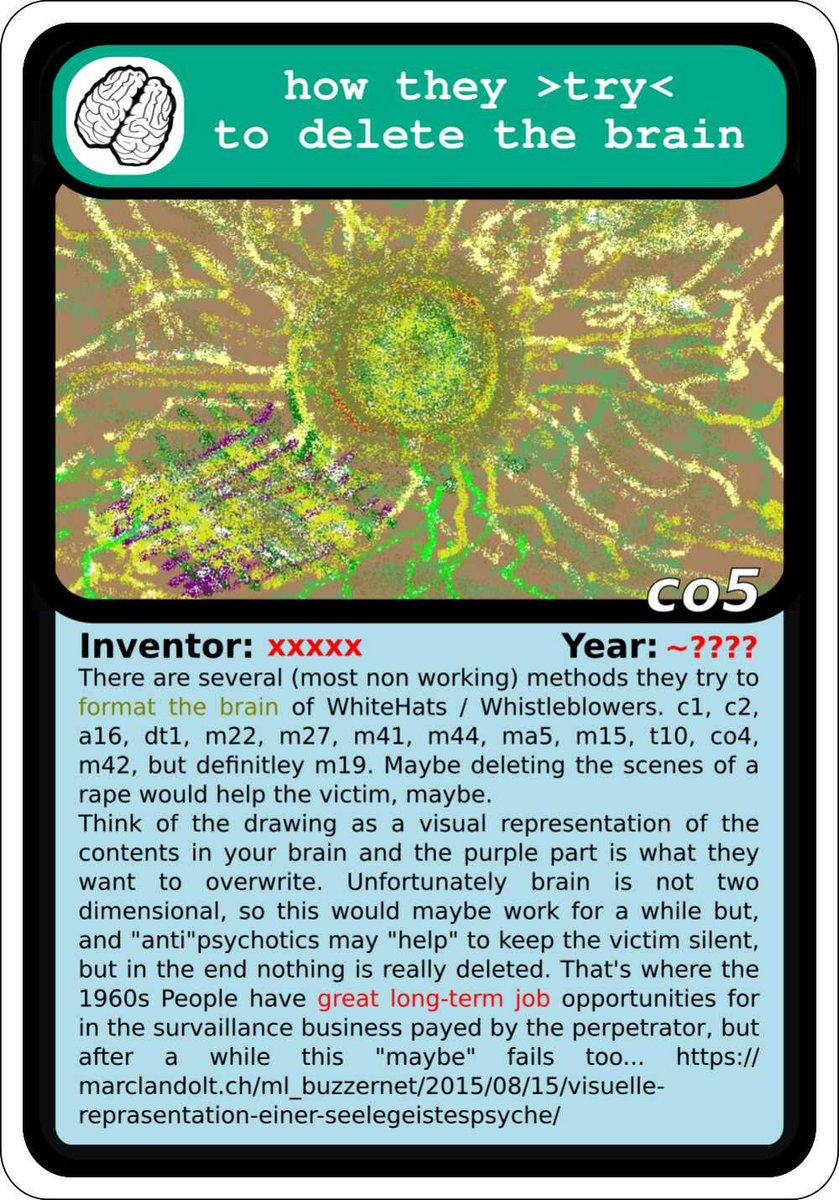 how they >try<
to delete the brain
co5
Inventor: xxxxx Year: ~????
There are several (most non working) methods they try to
format the brain of WhiteHats / Whistleblowers. c1, c2,
a16, dt1, m22, m27, m41, m44, ma5, m15, t10, co4,
m42, but definitley m19. Maybe deleting the scenes of a
rape would help the victim, maybe.
Think of the drawing as a visual representation of the
contents in your brain and the purple part is what they
want to overwrite. Unfortunately brain is not two
dimensional, so this would maybe work for a while but,
and "anti"psychotics may "help" to keep the victim silent,
but in the end nothing is really deleted. That's where the
1960s People have great long-term job opportunities for
in the survaillance business payed by the perpetrator, but
after a while this "maybe" fails too... https://
marclandolt.ch/ml_buzzernet/2015/08/15/visuelle-
reprasentation-einer-seelegeistespsyche/